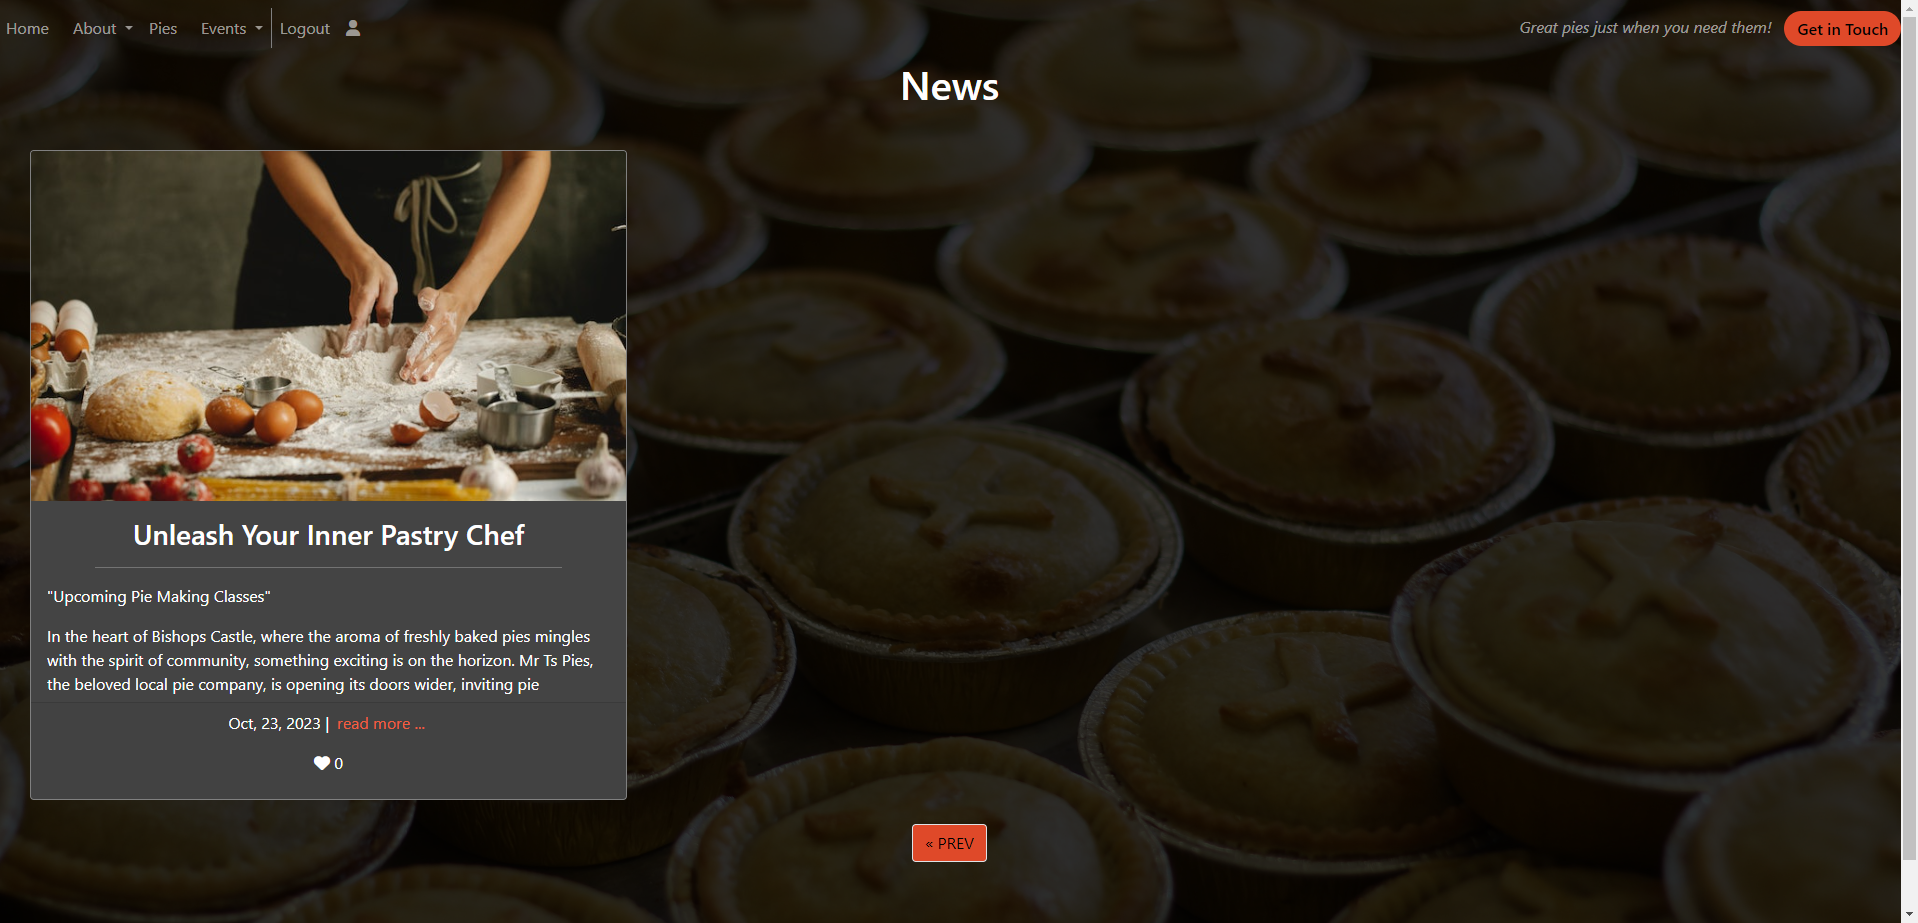 Home About Pies Events Logout Great pies just when you need them! Get in Touch
News
Unleash Your Inner Pastry Chef
"Upcoming Pie Making Classes"
In the heart of Bishops Castle, where the aroma of freshly baked pies mingles
with the spirit of community, something exciting is on the horizon. Mr Ts Pies,
the beloved local pie company, is opening its doors wider, inviting pie
Oct, 23, 2023 | read more ...
0
« PREV